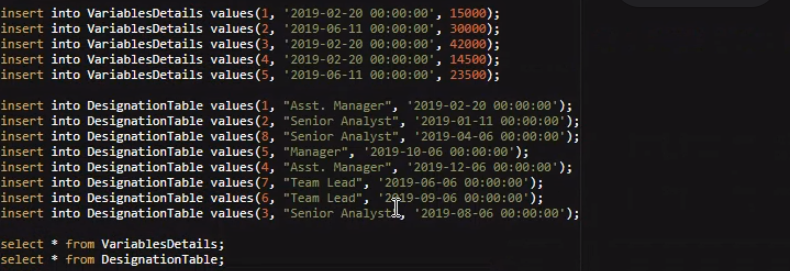 insert into VariablesDetails values(1, '2019-02-20 00:00:00', 15000);
insert into VariablesDetails values(2, '2019-06-11 00:00:00', 30000);
insert into VariablesDetails values(3, '2019-02-20 00:00:00', 42000);
insert into VariablesDetails values(4, '2019-02-20 00:00:00', 14500);
insert into VariablesDetails values(5, '2019-06-11 00:00:00', 23500);
insert into DesignationTable values(1, "Asst. Manager", '2019-02-20 00:00:00');
insert into DesignationTable values(2, "Senior Analyst", '2019-01-11 00:00:00');
insert into DesignationTable values(8, "Senior Analyst", '2019-04-06 00:00:00');
insert into DesignationTable values(5, "Manager", '2019-10-06 00:00:00');
insert into DesignationTable values(4, "Asst. Manager", '2019-12-06 00:00:00');
insert into DesignationTable values(7, "Team Lead", '2019-06-06 00:00:00');
insert into DesignationTable values(6, "Team Lead", '2019-09-06 00:00:00');
insert into DesignationTable values(3, "Senior Analyst", '2019-08-06 00:00:00');
select * from VariablesDetails;
select * from DesignationTable;